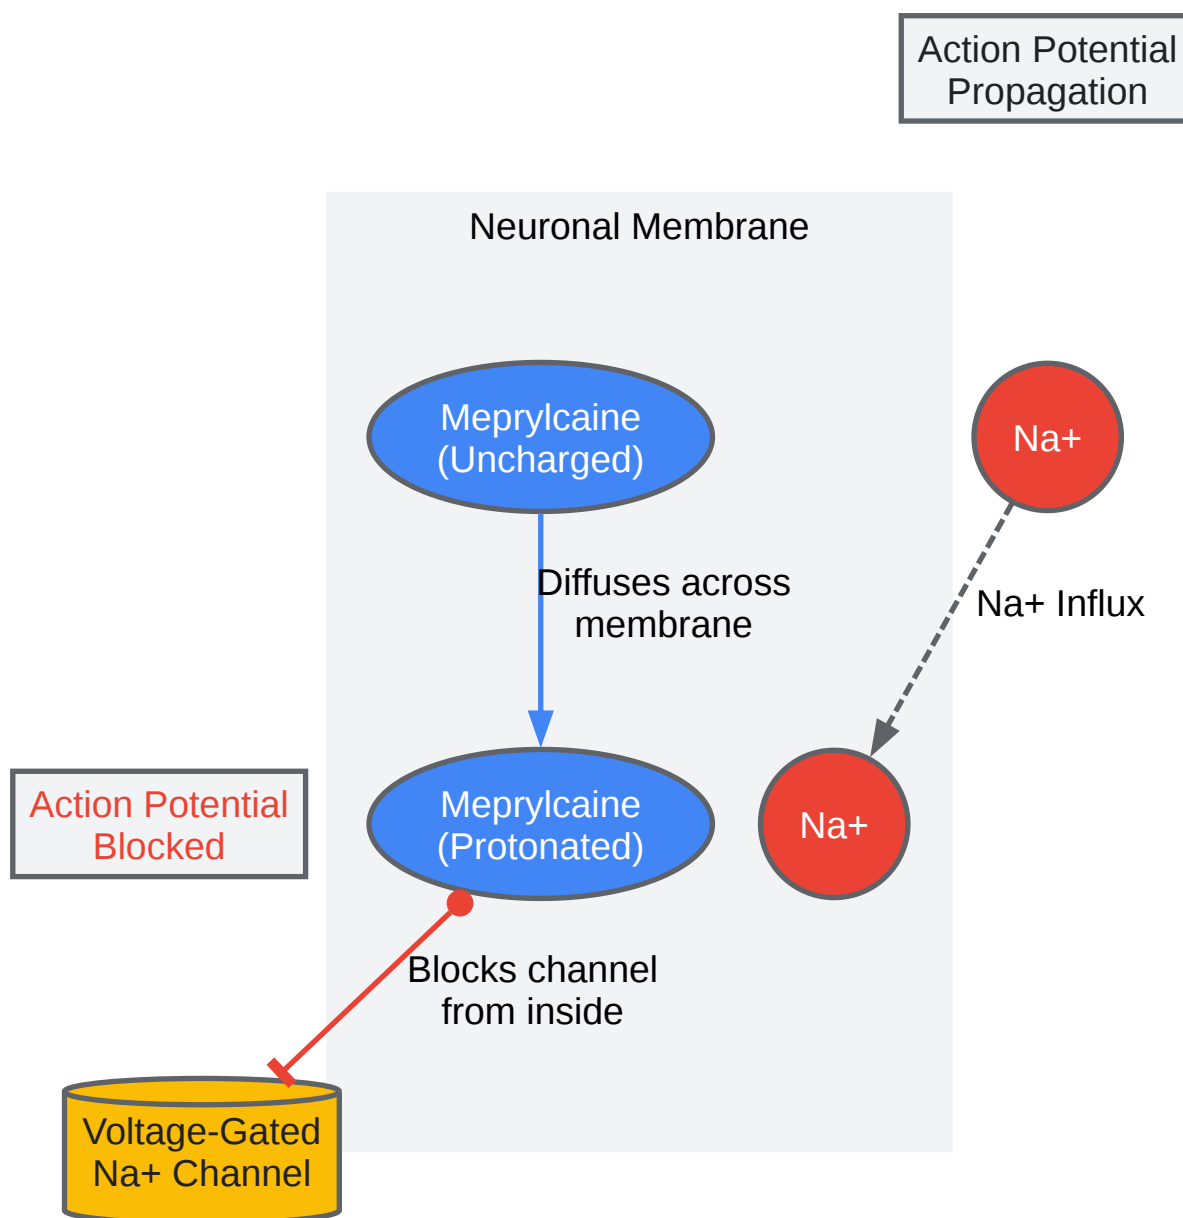 Action Potential
Propagation
Neuronal Membrane
Meprylcaine
(Uncharged)
Na+
Diffuses across
membrane
Na+ Influx
Action Potential
Blocked
Meprylcaine
(Protonated)
Na+
Blocks channel
from inside
Voltage-Gated
Na+ Channel